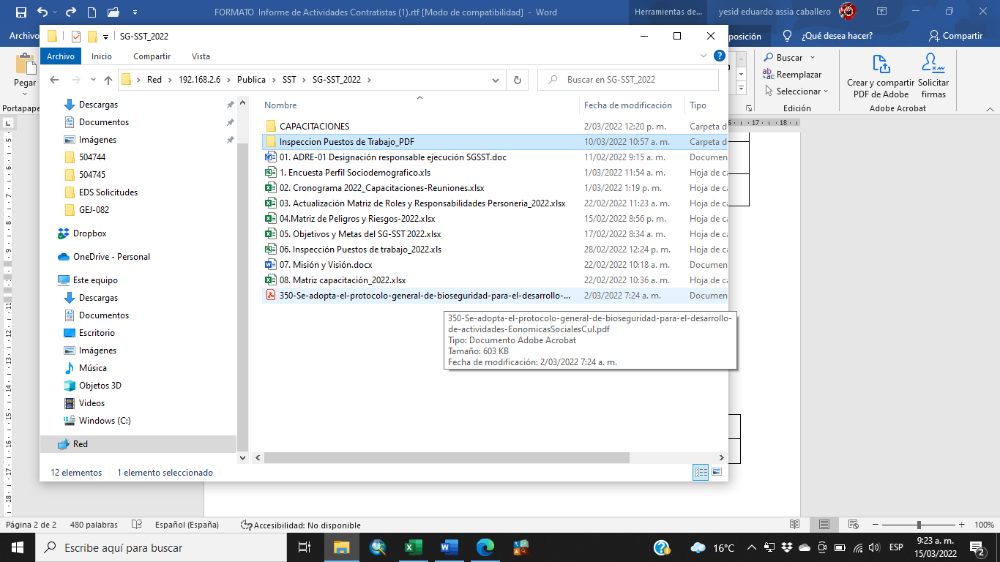 FORMATO Informe de Actividades Contratistas (1).rtf [Modo de compatibilidad] - Word
Herramientas de...
yesid eduardo assia caballero
Archivo
posición
¿Qué desea hacer?
Compartir
SG-SST_2022
Archivo
Inicio
Compartir
Vista
Pegar
Portapape
Buscar
Reemplazar
Seleccionar
Edición
Crear y compartir
PDF de Adobe
Solicitar
firmas
Adobe Acrobat
Red > 192.168.2.6 > Publica > SST > SG-SST_2022 >
Buscar en SG-SST_2022
Descargas
Documentos
Imágenes
504744
504745
EDS Solicitudes
GEJ-082
Dropbox
OneDrive - Personal
Este equipo
Descargas
Documentos
Escritorio
Imágenes
Música
Objetos 3D
Videos
Windows (C:)
Red
Nombre Fecha de modificación Tipo
CAPACITACIONES 2/03/2022 12:20 p. m. Carpeta d
Inspeccion Puestos de Trabajo_PDF 10/03/2022 10:57 a. m. Carpeta d
01. ADRE-01 Designación responsable ejecución SGSST.doc 11/02/2022 9:15 a. m. Documen
1. Encuesta Perfil Sociodemografico.xls 1/03/2022 11:54 a. m. Hoja de ca
02. Cronograma 2022_Capacitaciones-Reuniones.xlsx 1/03/2022 1:19 p. m. Hoja de ca
03. Actualización Matriz de Roles y Responsabilidades Personeria_2022.xlsx 22/02/2022 11:23 a. m. Hoja de ca
04.Matriz de Peligros y Riesgos-2022.xlsx 15/02/2022 8:56 p. m. Hoja de ca
05. Objetivos y Metas del SG-SST 2022.xlsx 17/02/2022 8:34 a. m. Hoja de ca
06. Inspección Puestos de trabajo_2022.xls 28/02/2022 12:24 p. m. Hoja de ca
07. Misión y Visión.docx 22/02/2022 10:18 a. m. Documen
08. Matriz capacitación_2022.xlsx 22/02/2022 10:36 a. m. Hoja de ca
350-Se-adopta-el-protocolo-general-de-bioseguridad-para-el-desarrollo-... 2/03/2022 7:24 a. m. Documen
350-Se-adopta-el-protocolo-general-de-bioseguridad-para-el-desarrollo-
de-actividades-EonomicasSocialesCul.pdf
Tipo: Documento Adobe Acrobat
Tamaño: 603 KB
Fecha de modificación: 2/03/2022 7:24 a. m.
12 elementos
1 elemento seleccionado
Página 2 de 2
480 palabras
Español (España)
Accesibilidad: No disponible
100%
Escribe aquí para buscar
16°C
ESP
9:23 a. m.
15/03/2022
2